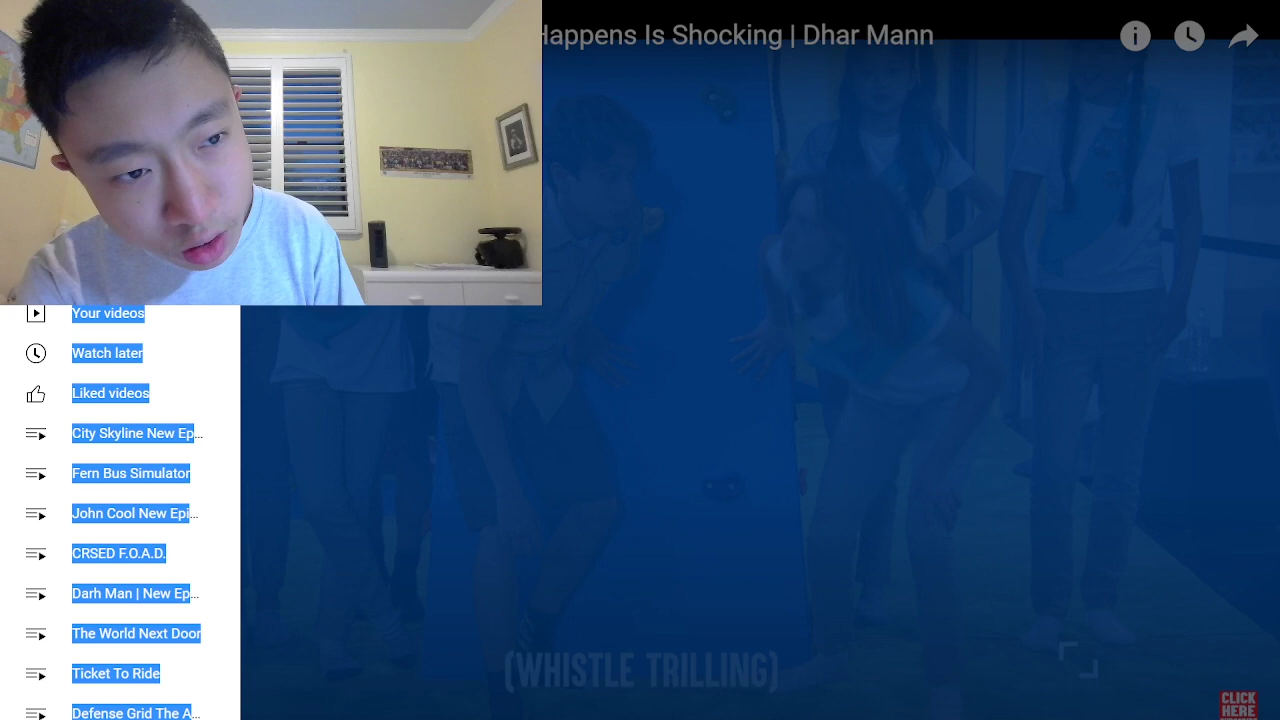 Happens Is Shocking | Dhar Mann
Your videos
Watch later
Liked videos
City Skyline New Ep...
Fern Bus Simulator
John Cool New Epi...
CRSED F.O.A.D.
Darh Man | New Ep...
The World Next Door
Ticket To Ride
Defense Grid The A...
(WHISTLE TRILLING)
CLICK
HERE